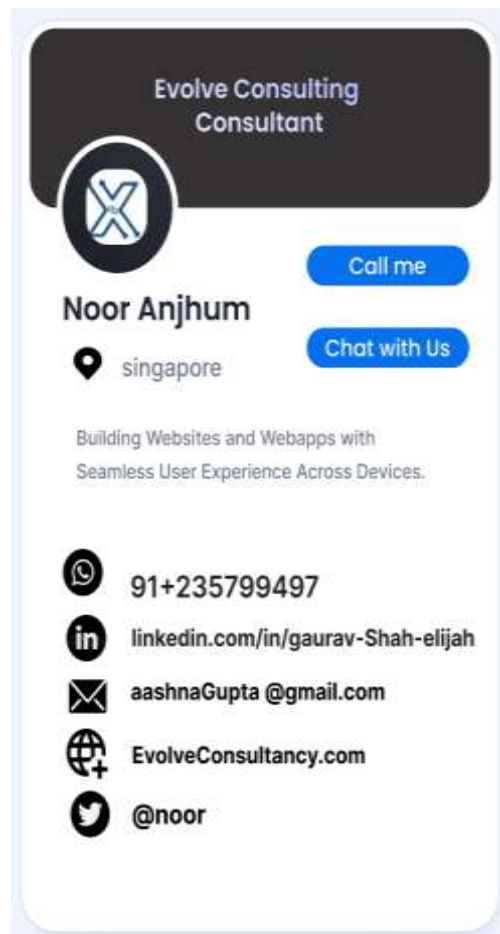 Evolve Consulting
Consultant
Call me
Noor Anjhum
Chat with Us
singapore
Building Websites and Webapps with
Seamless User Experience Across Devices.
91+235799497
in linkedin.com/in/gaurav-Shah-elijah
aashnaGupta @gmail.com
EvolveConsultancy.com
@noor